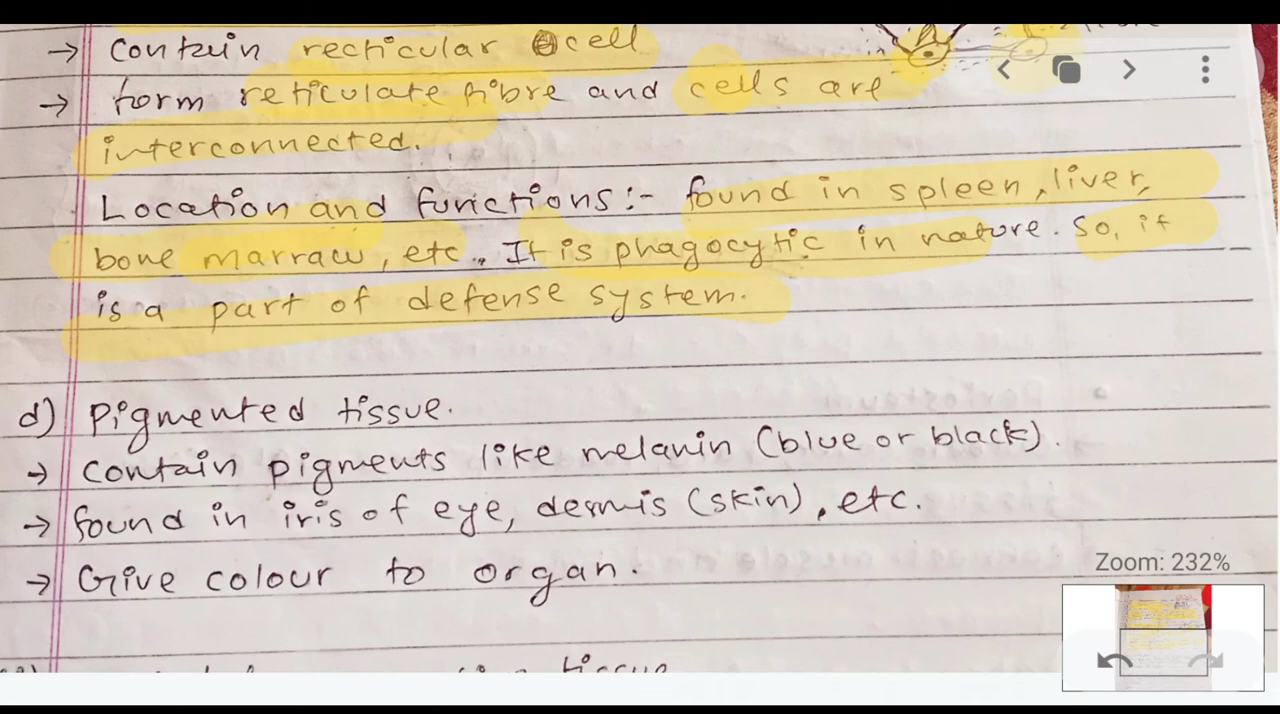 → contain recticular cell
→ form reticulate fibre and cells are
interconnected.
Location and functions:- found in spleen, liver,
bone marraw, etc. It is phagocytic in nature. So, it
is a part of defense system.
d) Pigmented tissue.
→ contain pigments like melanin (blue or black).
→ found in iris of eye, dermis (skin), etc.
→ Give colour to organ.
Zoom: 232%
tissue